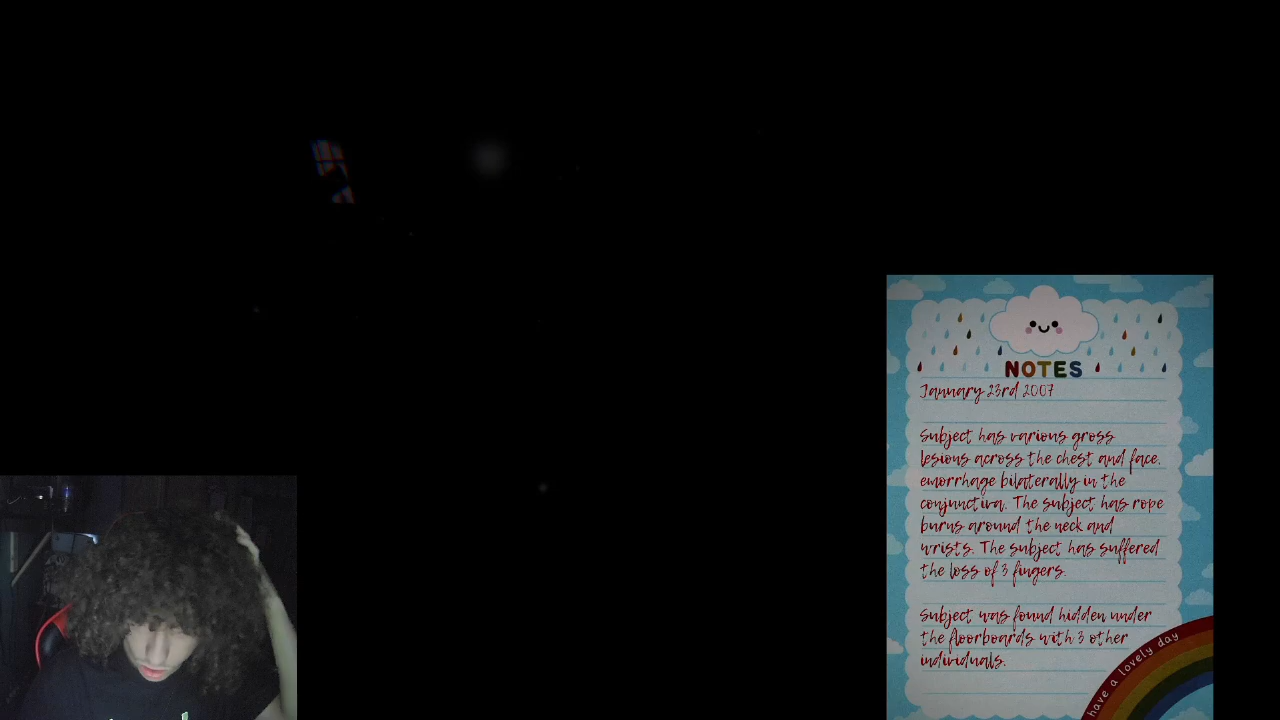 NOTES
January 23rd 2007
Subject has various gross
lesions across the chest and face.
emorrhage bilaterally in the
conjunctiva. The subject has rope
burns around the neck and
wrists. The subject has suffered
the loss of 3 fingers.
Subject was found hidden under
the floorboards with 3 other
individuals.
have a lovely day